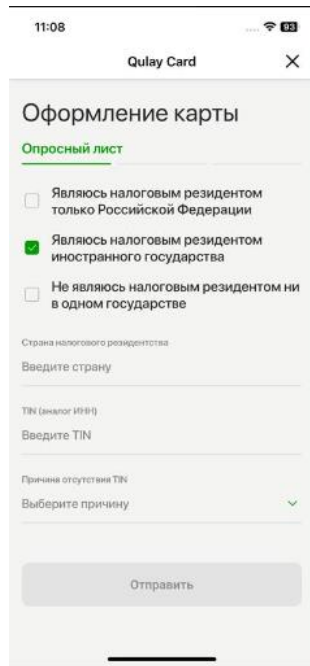 11:08
93
Qulay Card
Оформление карты
Опросный лист
Являюсь налоговым резидентом
только Российской Федерации
Являюсь налоговым резидентом
иностранного государства
Не являюсь налоговым резидентом ни
в одном государстве
Страна налогового резидентства
Введите страну
TIN (аналог ИНН)
Введите TIN
Причина отсутствия TIN
Выберите причину
Отправить